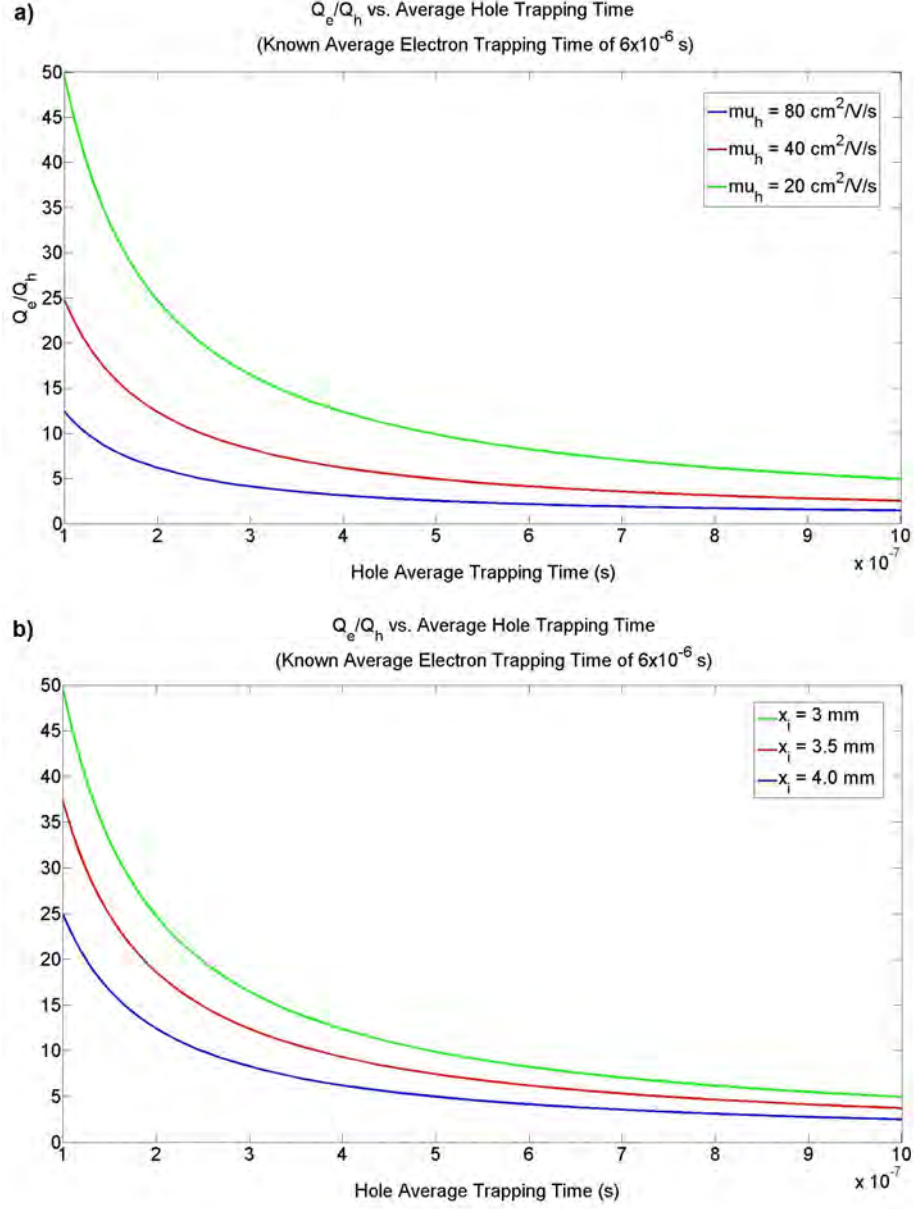 a)
Q_e/Q_h vs. Average Hole Trapping Time
(Known Average Electron Trapping Time of 6x10^-6 s)
50
45
40
35
30
25
20
15
10
5
0
Q_e/Q_h
mu_h = 80 cm^2/V/s
mu_h = 40 cm^2/V/s
mu_h = 20 cm^2/V/s
1 2 3 4 5 6 7 8 9 10
x 10^-7
Hole Average Trapping Time (s)
b)
Q_e/Q_h vs. Average Hole Trapping Time
(Known Average Electron Trapping Time of 6x10^-6 s)
50
45
40
35
30
25
20
15
10
5
0
x_i = 3 mm
x_i = 3.5 mm
x_i = 4.0 mm
1 2 3 4 5 6 7 8 9 10
x 10^-7
Hole Average Trapping Time (s)